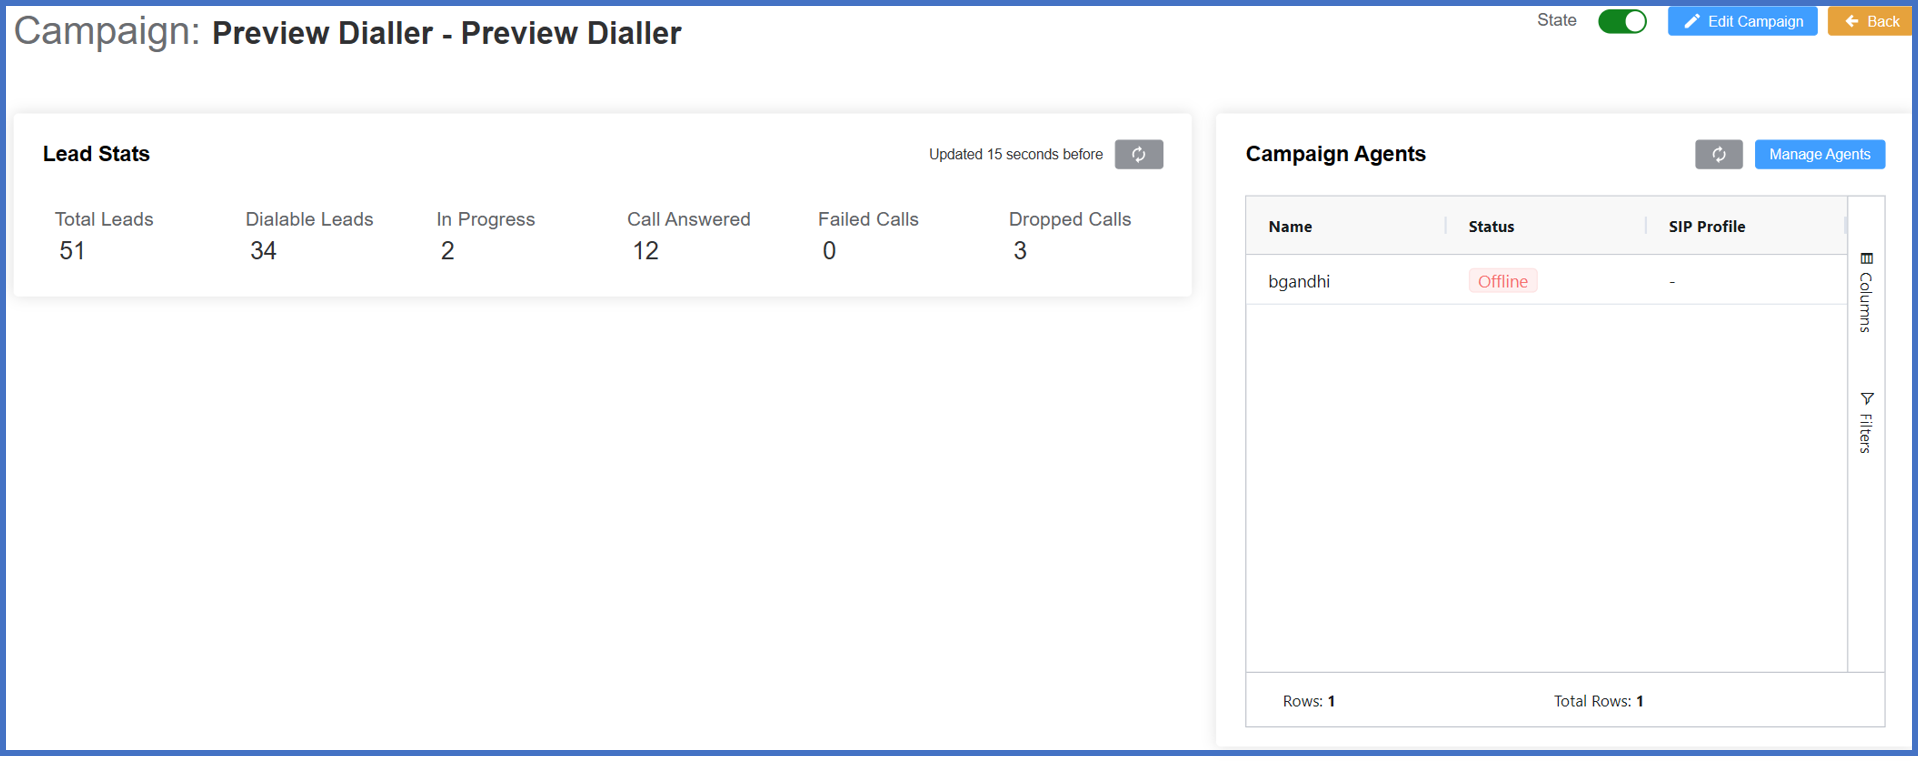 Campaign: Preview Dialler - Preview Dialler
State
Edit Campaign
Back
Lead Stats
Updated 15 seconds before
Total Leads
51
Dialable Leads
34
In Progress
2
Call Answered
12
Failed Calls
0
Dropped Calls
3
Campaign Agents
Manage Agents
Name Status SIP Profile
bgandhi Offline -
Columns
Filters
Rows: 1 Total Rows: 1